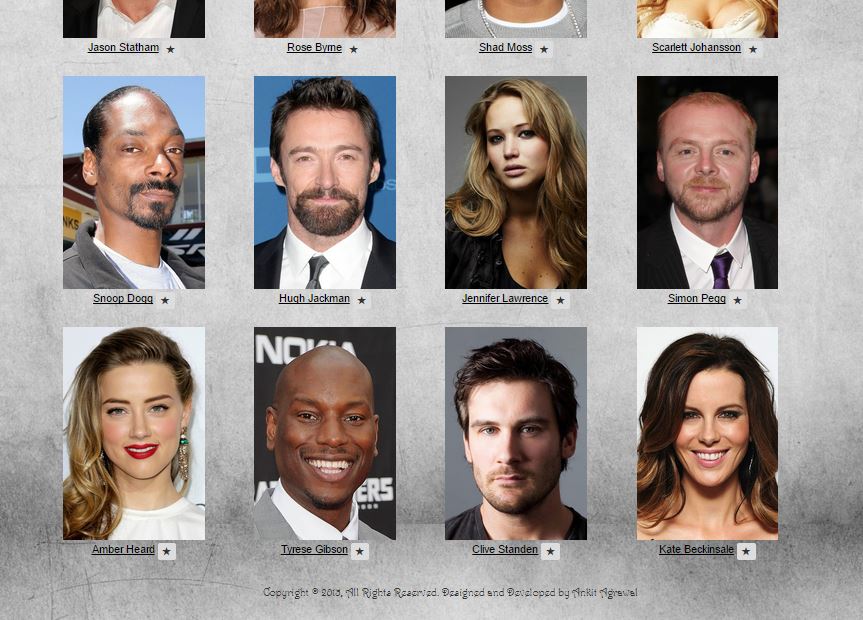 Jason Statham ★
Rose Byrne ★
Shad Moss ★
Scarlett Johansson ★
Snoop Dogg ★
Hugh Jackman ★
Jennifer Lawrence ★
Simon Pegg ★
NOKIA
Amber Heard ★
Tyrese Gibson ★
Clive Standen ★
Kate Beckinsale ★
Copyright © 2013, All Rights Reserved. Designed and Developed by Ankit Agrawal